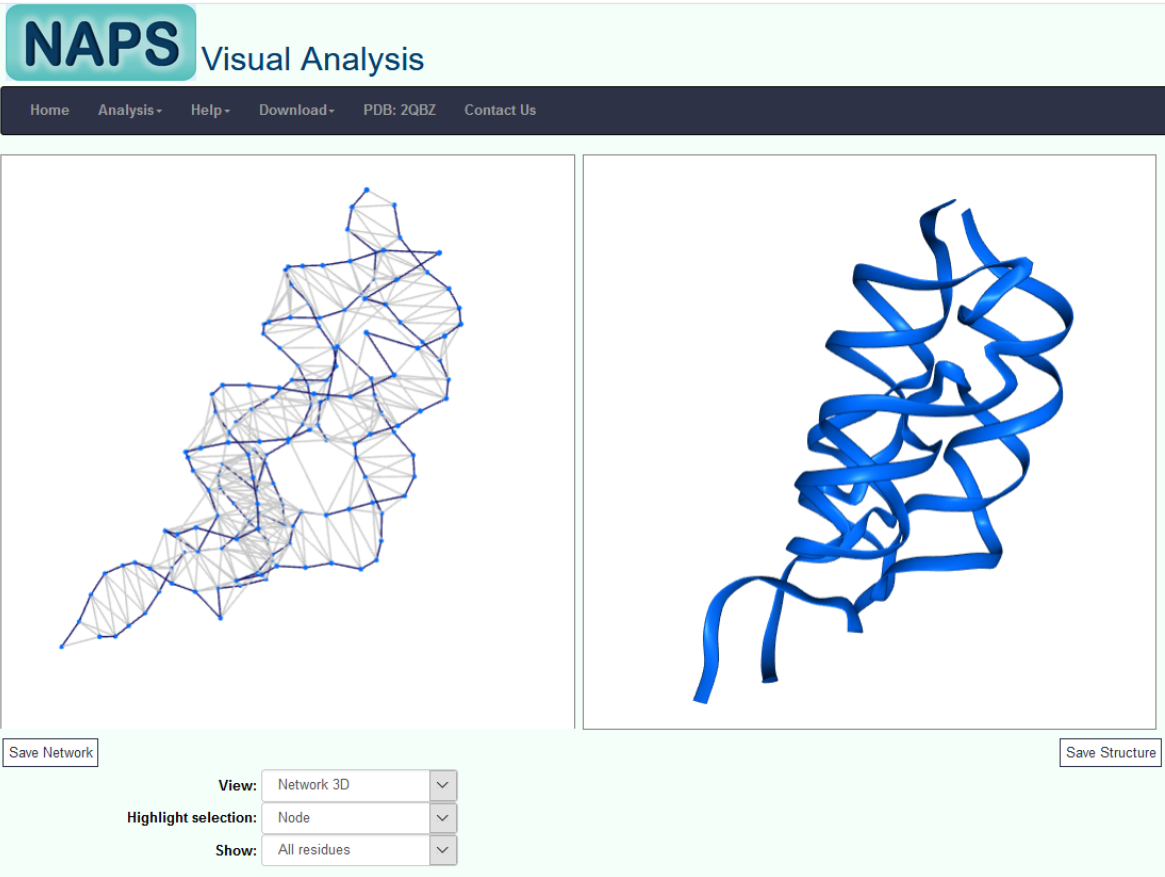 NAPS Visual Analysis
Home Analysis Help Download PDB: 2QBZ Contact Us
Save Network
Save Structure
View: Network 3D
Highlight selection: Node
Show: All residues